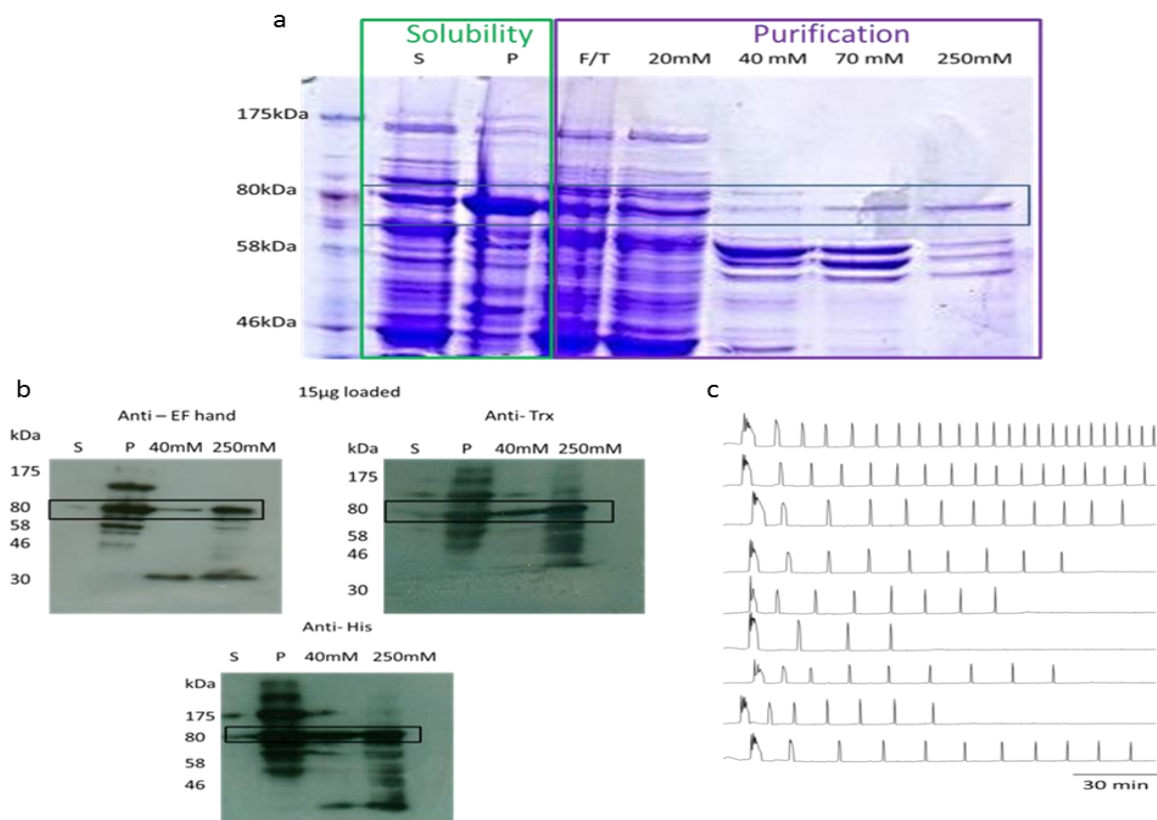 a
Solubility Purification
S P F/T 20mM 40 mM 70 mM 250mM
175kDa
80kDa
58kDa
46kDa
b 15µg loaded c
Anti – EF hand Anti- Trx
kDa S P 40mM 250mM
175
80
58
46
30
kDa S P 40mM 250mM
175
80
58
46
30
Anti- His
S P 40mM 250mM
kDa
175
80
58
46
30 min